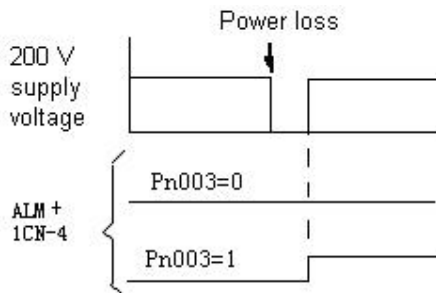 Power loss
200 V
supply
voltage
Pn003=0
ALM +
1CN-4
Pn003=1